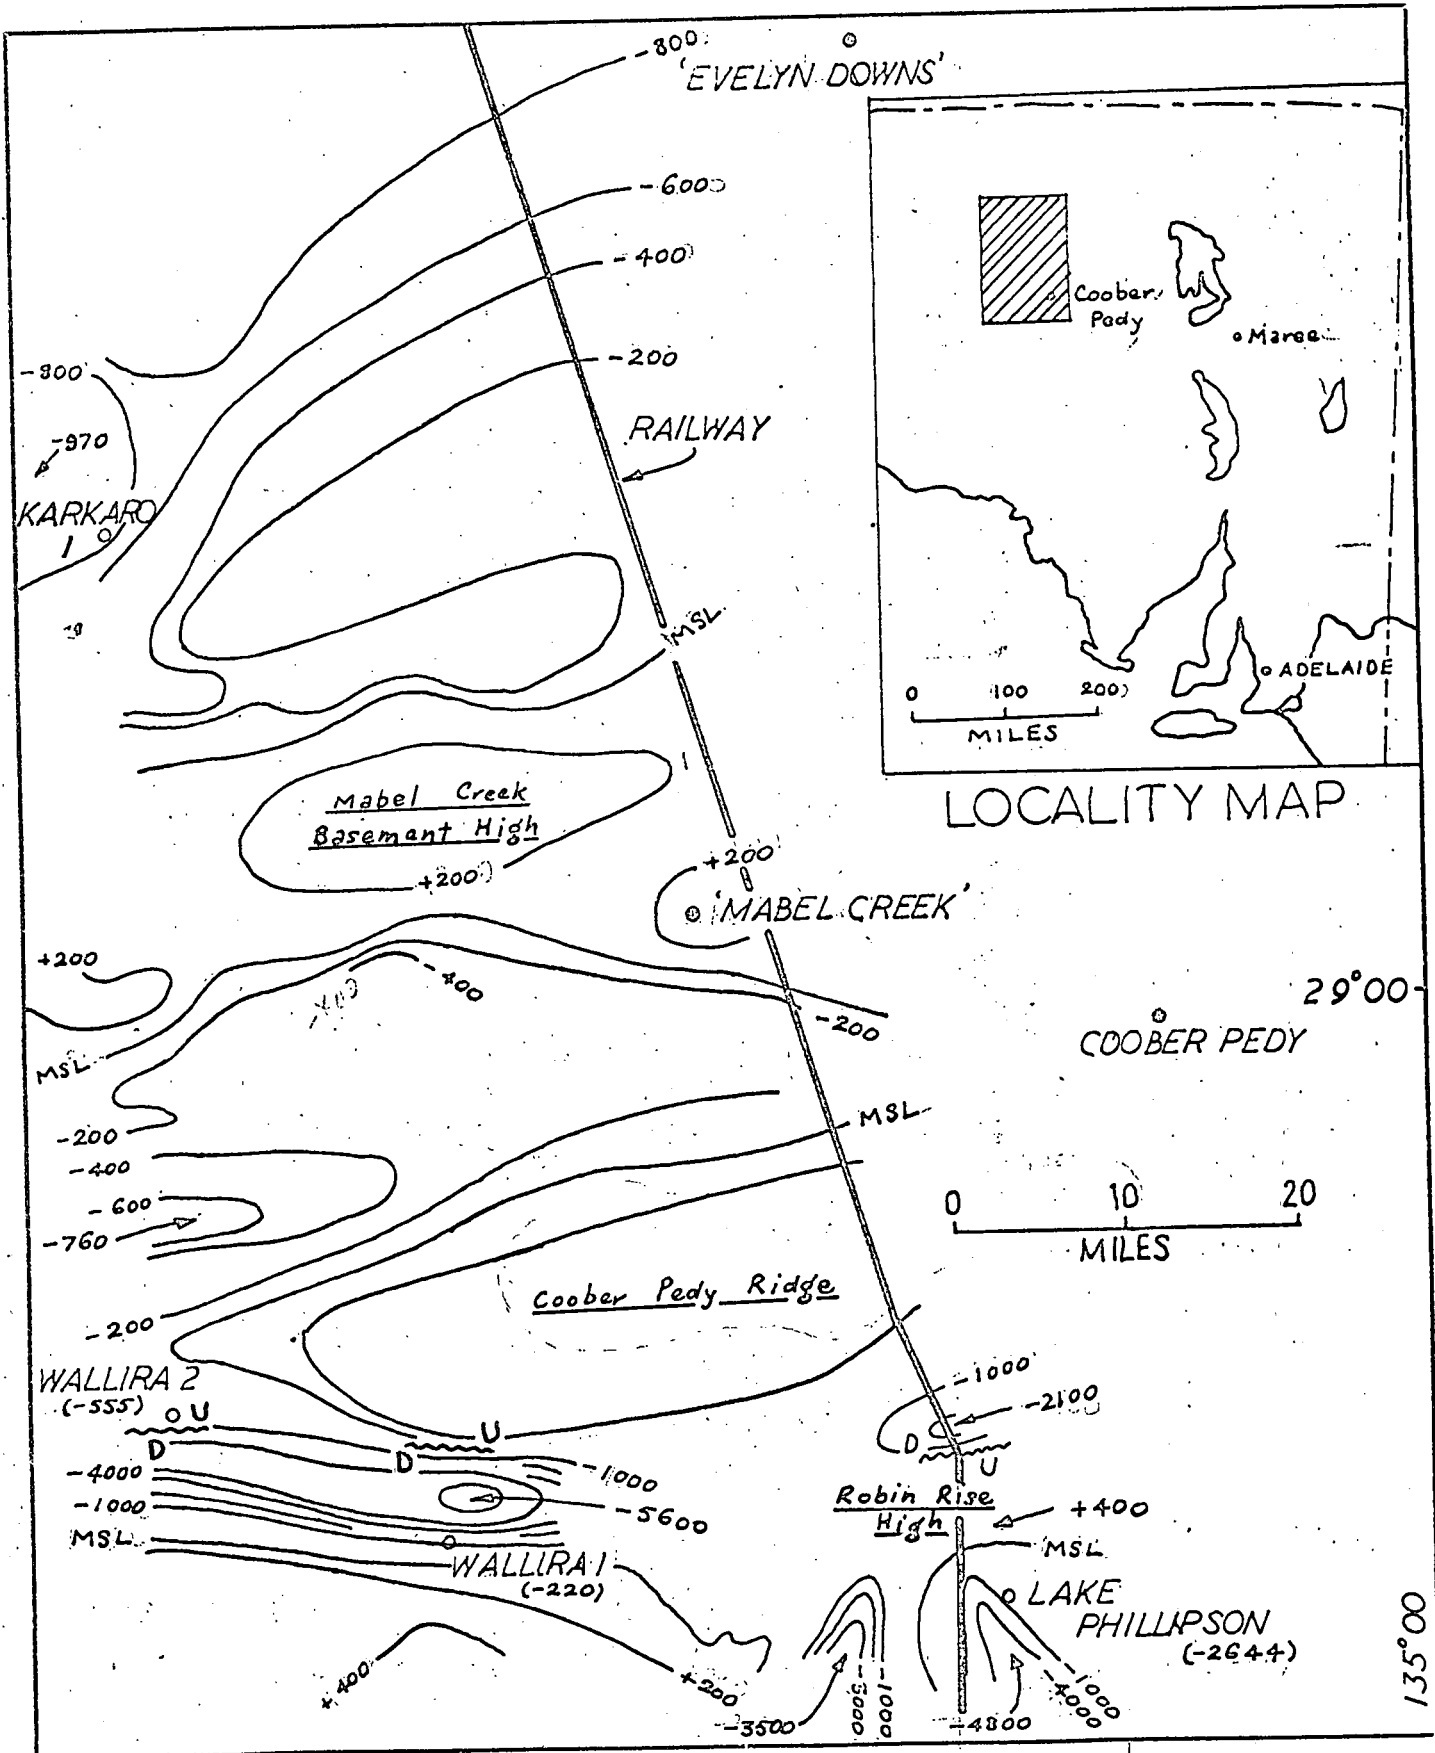 -800
'EVELYN DOWNS'
-600
-400
-200
-800
-970
KARKARO
1
RAILWAY
MSL
Coober
Pedy
Maree
ADELAIDE
0 100 200
MILES
LOCALITY MAP
Mabel Creek
Basement High
+200
+200
'MABEL CREEK'
+200
-400
MSL
-200
29°00
COOBER PEDY
-200
-400
-600
-760
MSL
0 10 20
MILES
Coober Pedy Ridge
-200
WALLIRA 2
(-555)
U
D
U
D
-1000
-2100
D
U
-4000
-1000
MSL
-1000
-5600
WALLIRA 1
(-220)
Robin Rise
High
+400
MSL
LAKE
PHILLIPSON
(-2644)
+400
+200
-3500
-3000
-1000
-4800
-4000
-1000
135°00